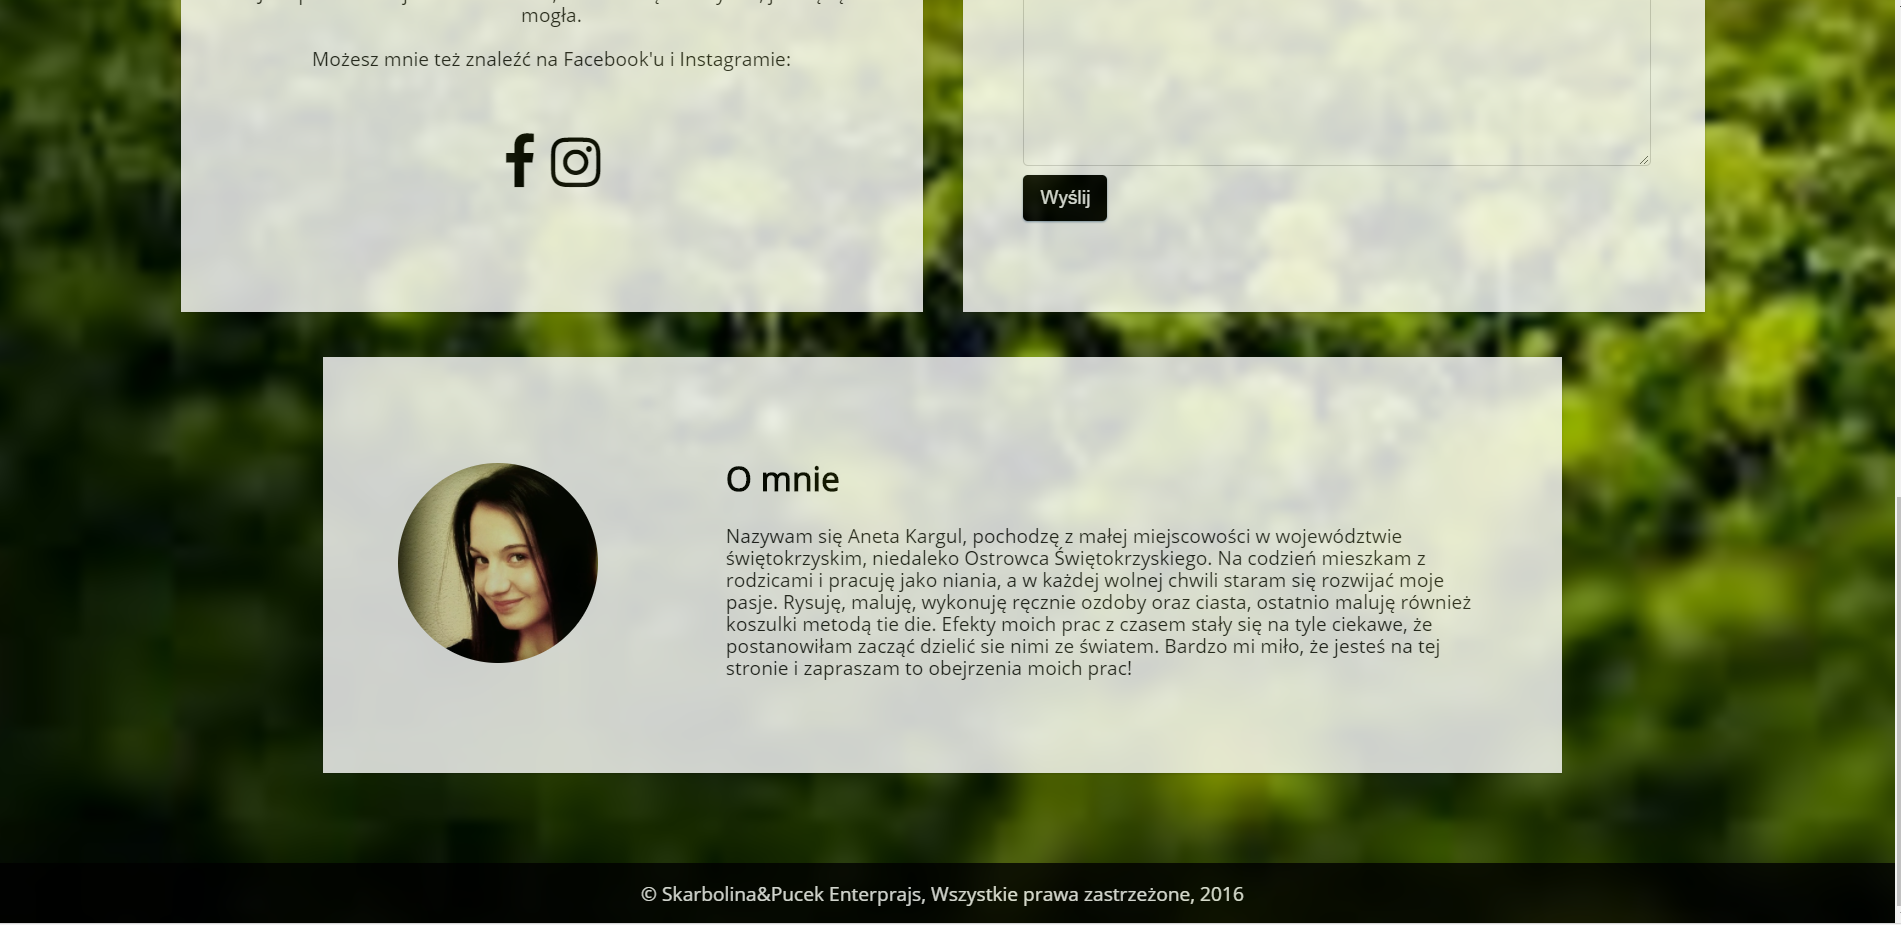 mogła.
Możesz mnie też znaleźć na Facebook'u i Instagramie:
Wyślij
O mnie
Nazywam się Aneta Kargul, pochodzę z małej miejscowości w województwie
świętokrzyskim, niedaleko Ostrowca Świętokrzyskiego. Na codzień mieszkam z
rodzicami i pracuję jako niania, a w każdej wolnej chwili staram się rozwijać moje
pasje. Rysuję, maluję, wykonuję ręcznie ozdoby oraz ciasta, ostatnio maluję również
koszulki metodą tie die. Efekty moich prac z czasem stały się na tyle ciekawe, że
postanowiłam zacząć dzielić sie nimi ze światem. Bardzo mi miło, że jesteś na tej
stronie i zapraszam to obejrzenia moich prac!
© Skarbolina&Pucek Enterprajs, Wszystkie prawa zastrzeżone, 2016